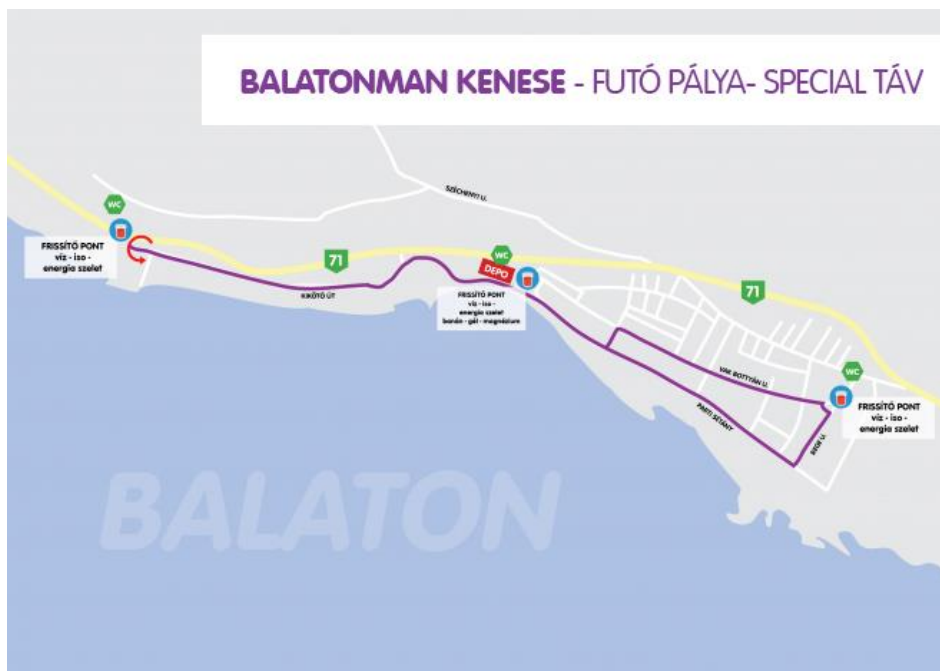 BALATONMAN KENESE - FUTÓ PÁLYA- SPECIAL TÁV
SZÉCHENYI U.
WC
FRISSÍTŐ PONT
víz - iso -
energia szelet
71
KIKÖTŐ ÚT
WC
DEPO
FRISSÍTŐ PONT
víz - iso -
energia szelet
banán - gél - magnézium
71
VAK BOTTYÁN U.
PARTI SÉTÁNY
BEGE U.
WC
FRISSÍTŐ PONT
víz - iso -
energia szelet
BALATON